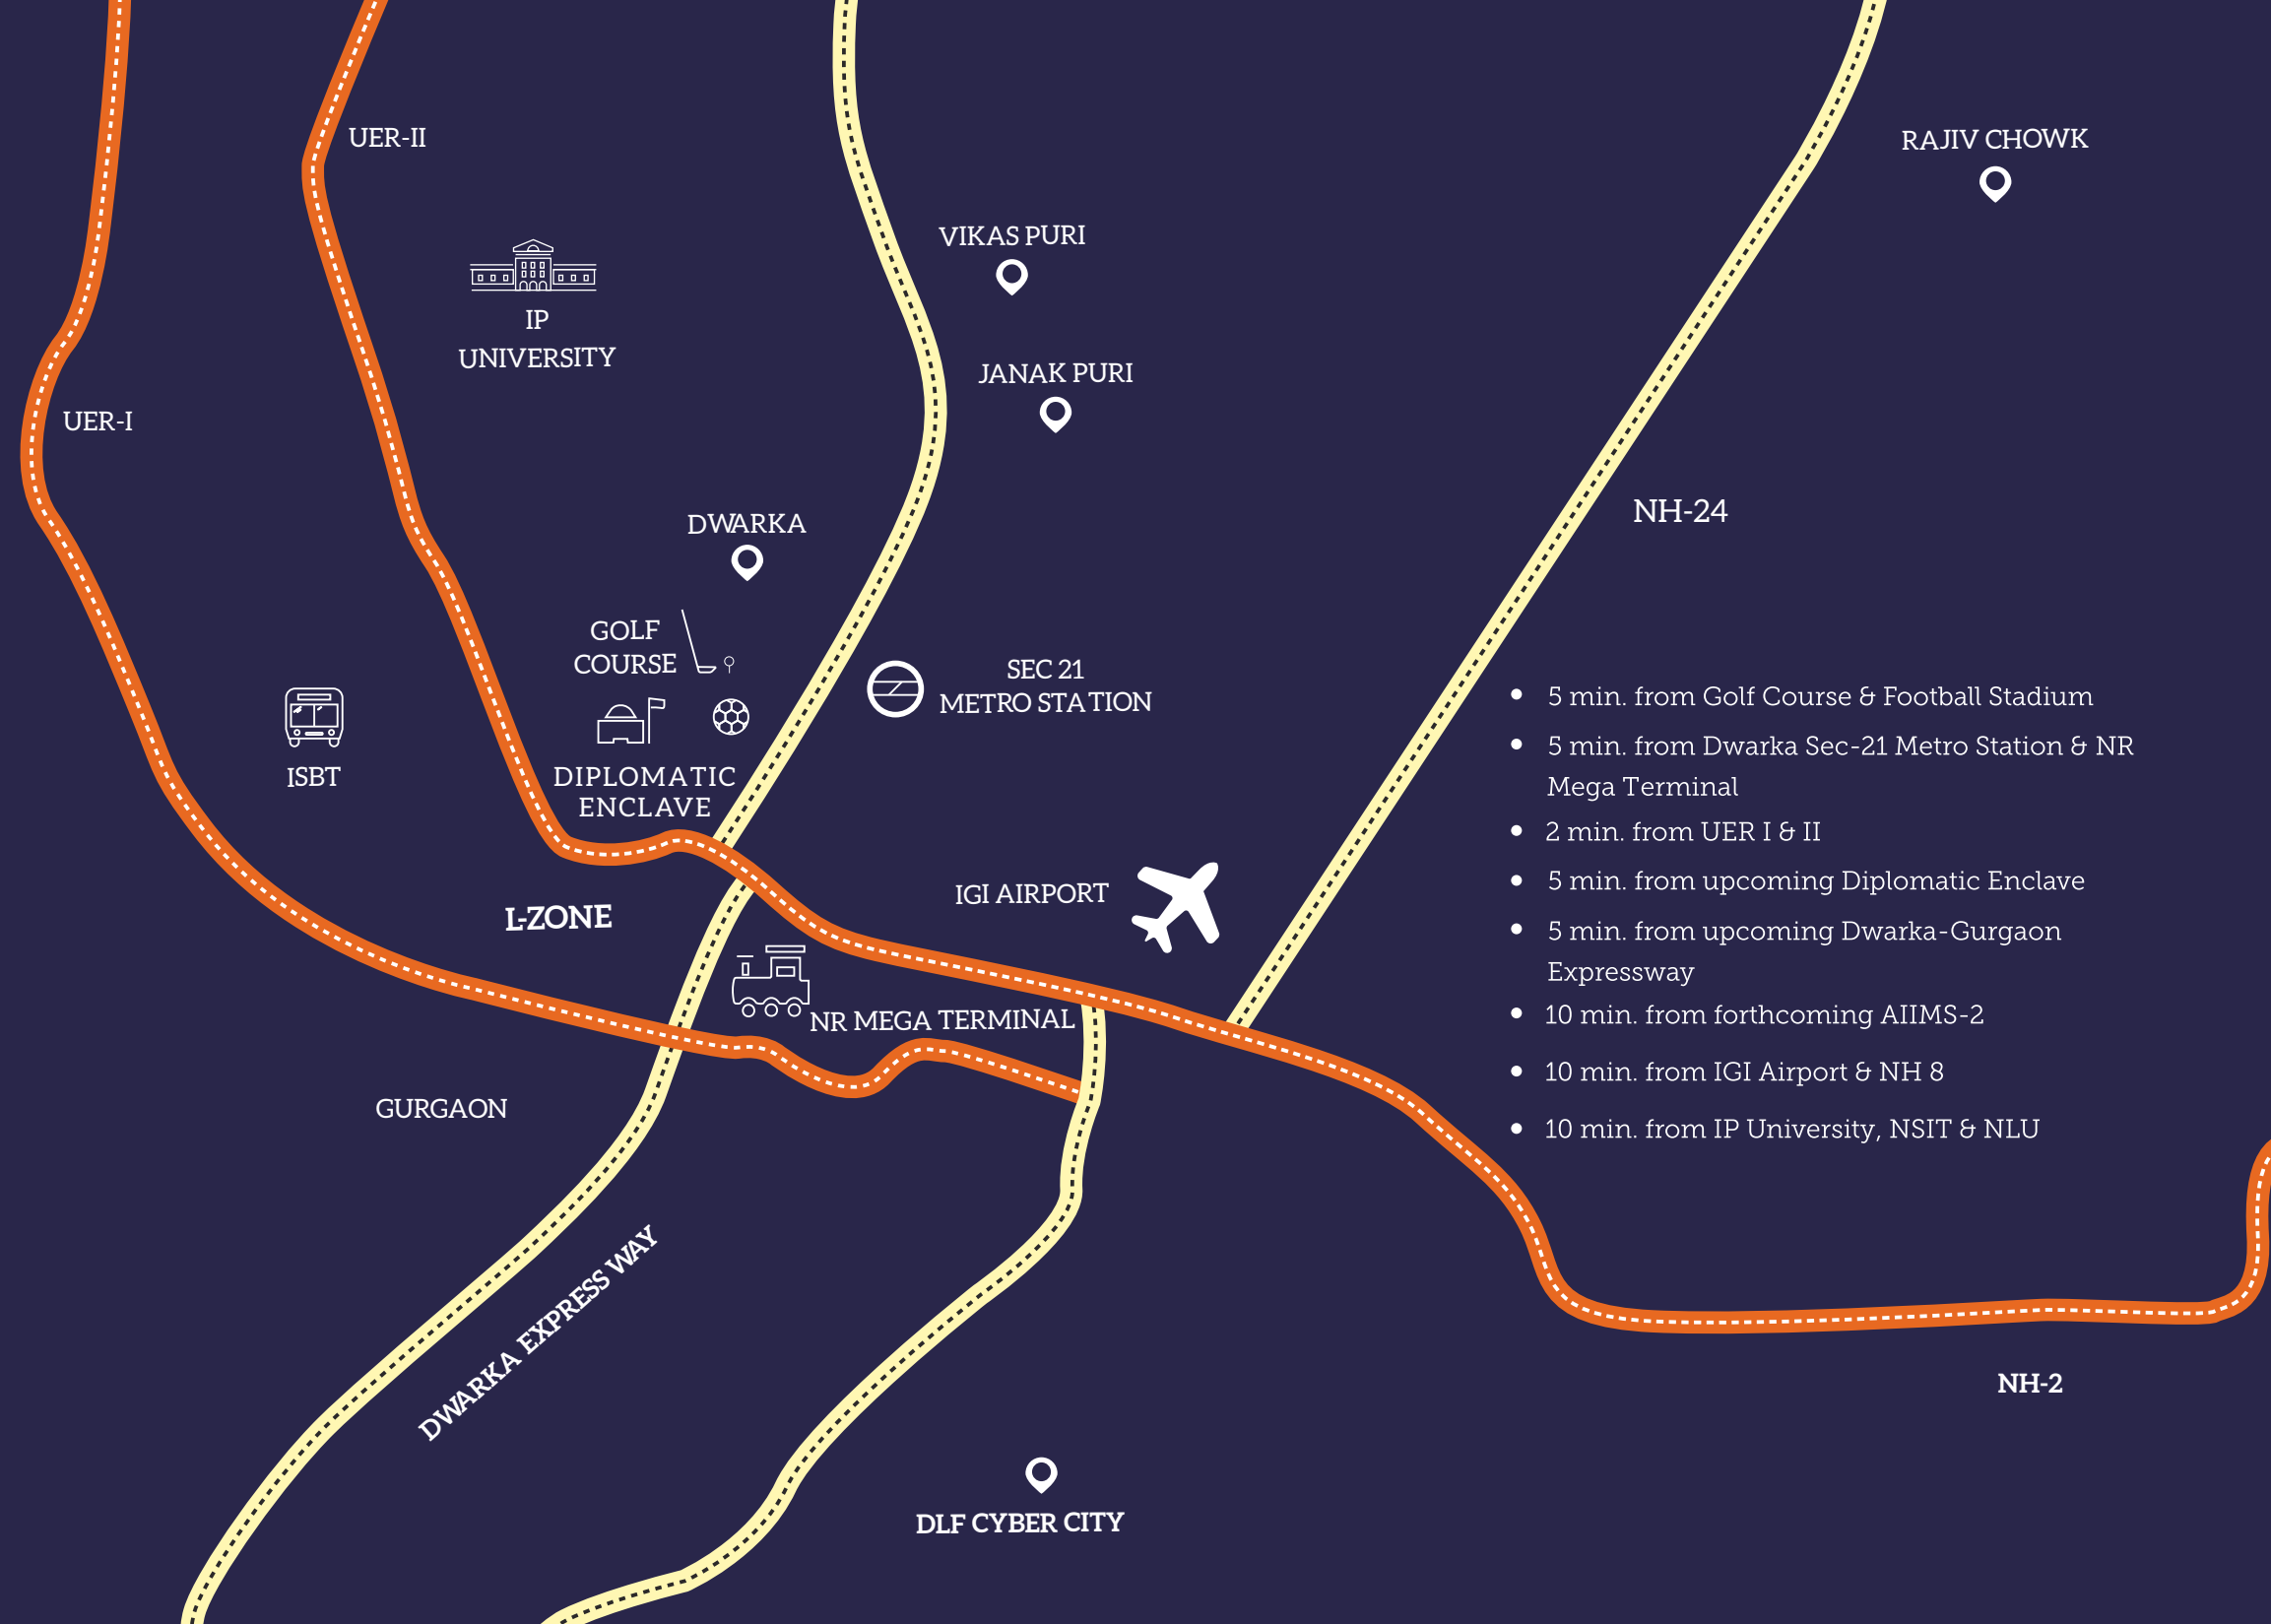 UER-II
RAJIV CHOWK
VIKAS PURI
IP
UNIVERSITY
JANAK PURI
UER-I
NH-24
DWARKA
GOLF
COURSE
SEC 21
METRO STATION
ISBT
DIPLOMATIC
ENCLAVE
IGI AIRPORT
L-ZONE
NR MEGA TERMINAL
GURGAON
DWARKA EXPRESS WAY
DLF CYBER CITY
NH-2
• 5 min. from Golf Course & Football Stadium
• 5 min. from Dwarka Sec-21 Metro Station & NR
Mega Terminal
• 2 min. from UER I & II
• 5 min. from upcoming Diplomatic Enclave
• 5 min. from upcoming Dwarka-Gurgaon
Expressway
• 10 min. from forthcoming AIIMS-2
• 10 min. from IGI Airport & NH 8
• 10 min. from IP University, NSIT & NLU